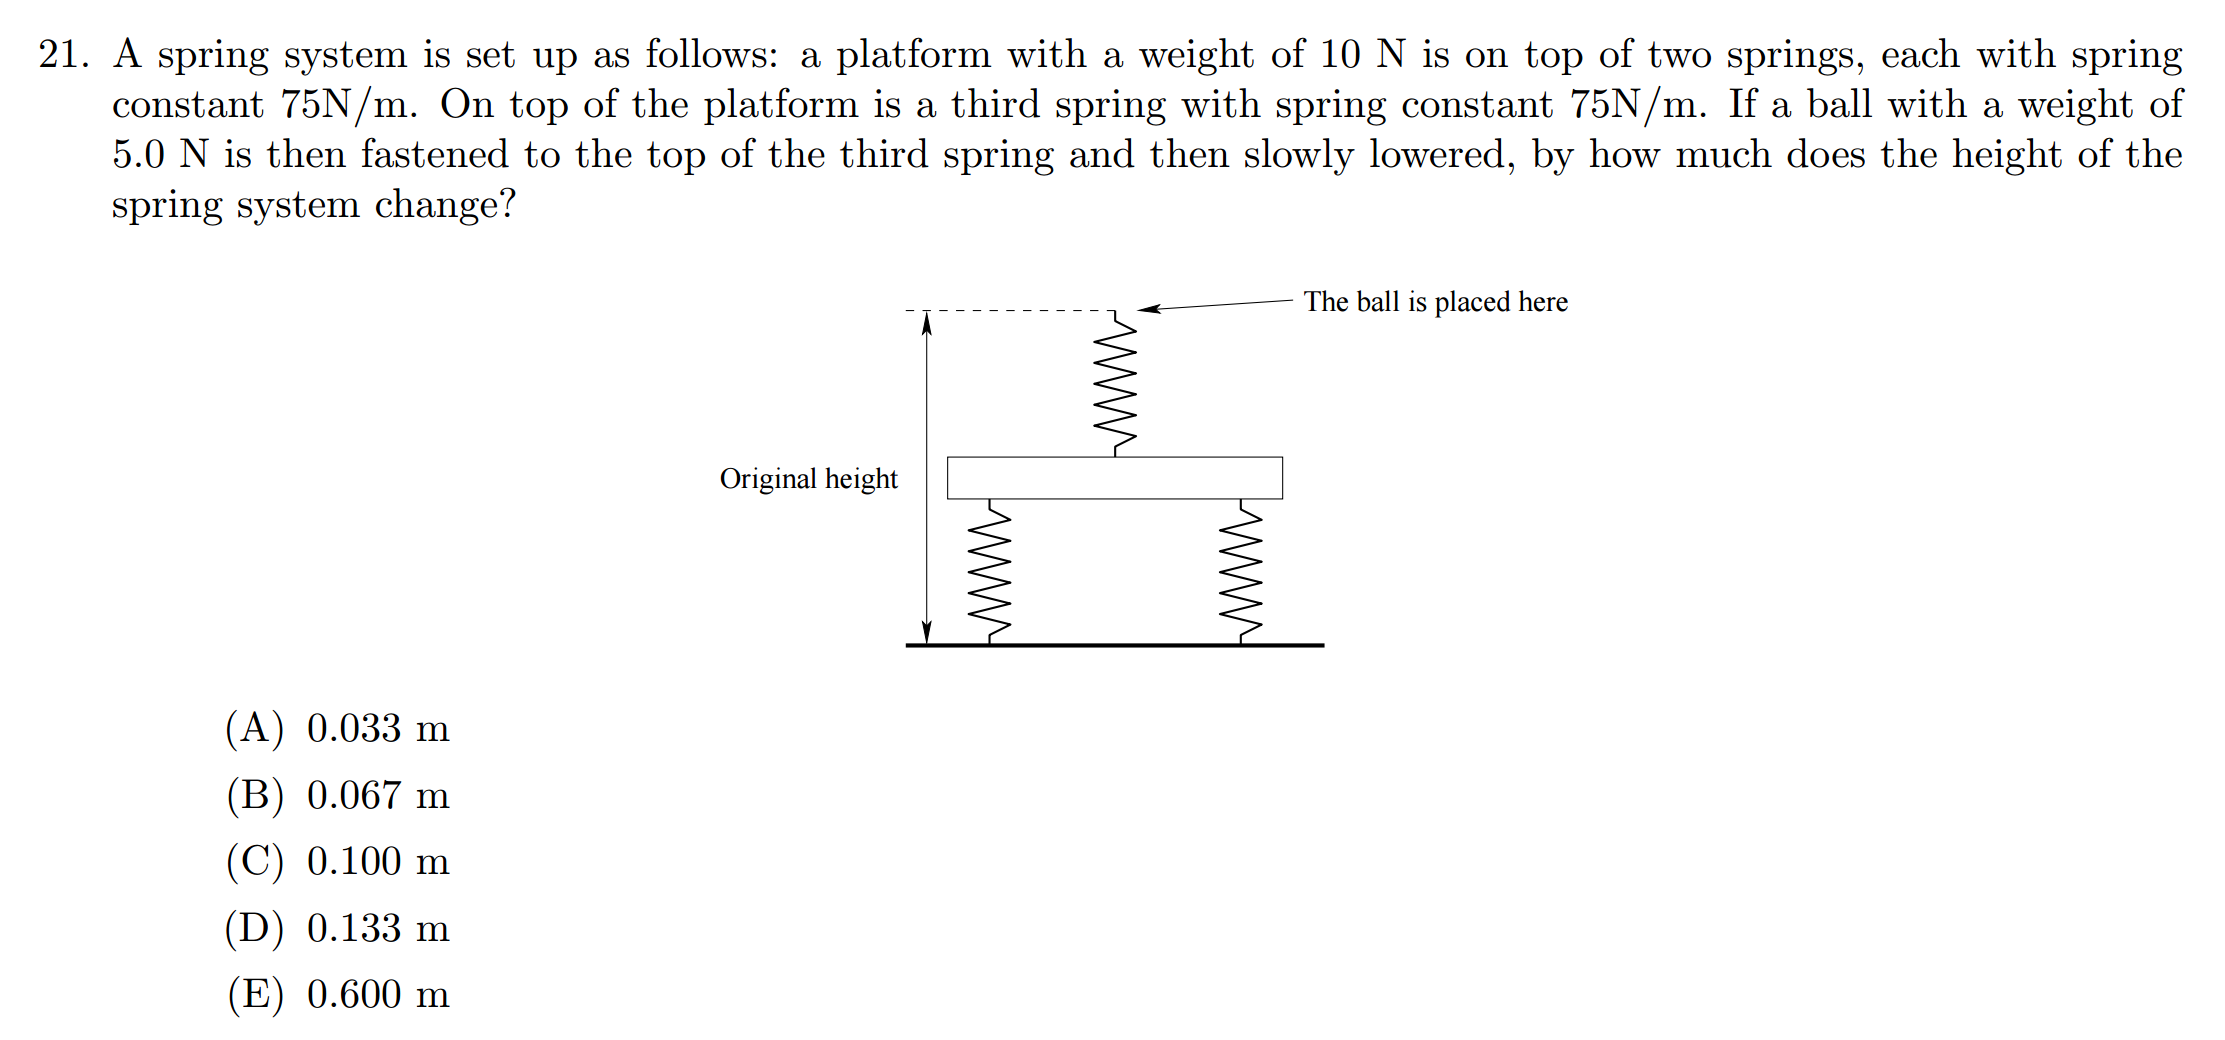 21. A spring system is set up as follows: a platform with a weight of 10 N is on top of two springs, each with spring
constant 75N/m. On top of the platform is a third spring with spring constant 75N/m. If a ball with a weight of
5.0 N is then fastened to the top of the third spring and then slowly lowered, by how much does the height of the
spring system change?
The ball is placed here
Original height
(A) 0.033 m
(B) 0.067 m
(C) 0.100 m
(D) 0.133 m
(E) 0.600 m